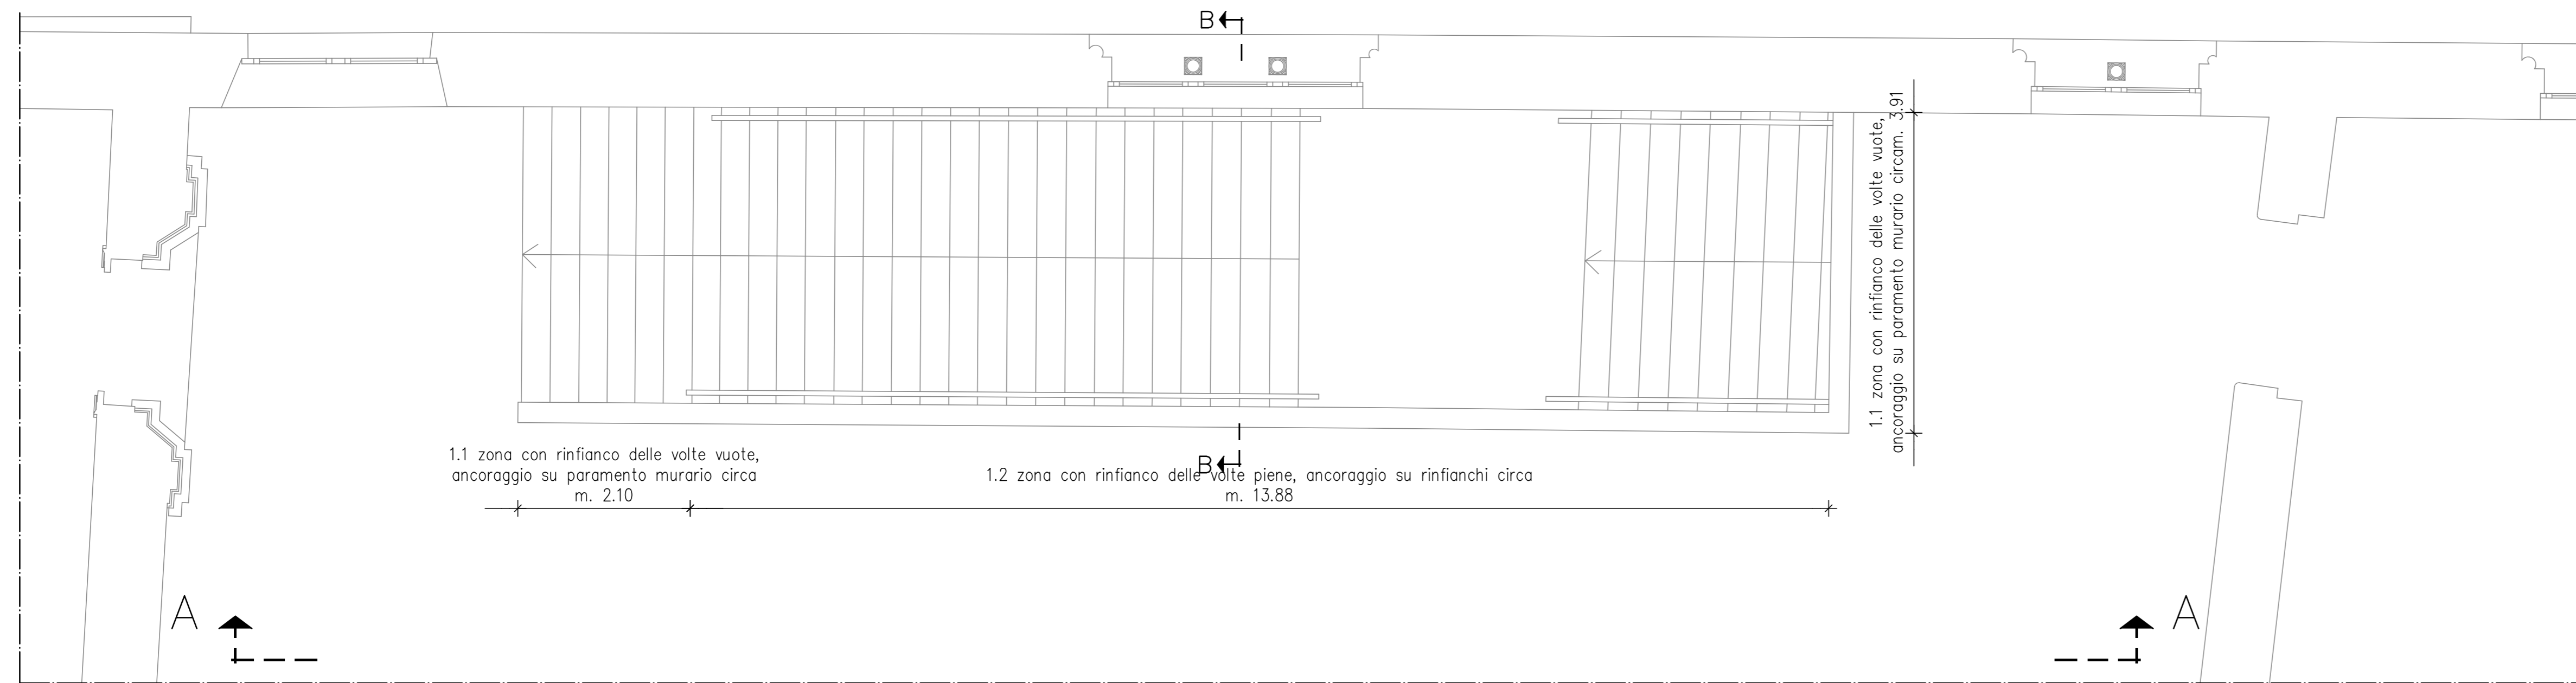 B
1.1 zona con rinfianco delle volte vuote,
ancoraggio su paramento murario circam. 3.91
1.1 zona con rinfianco delle volte vuote,
ancoraggio su paramento murario circa
m. 2.10
B
1.2 zona con rinfianco delle volte piene, ancoraggio su rinfianchi circa
m. 13.88
A
A